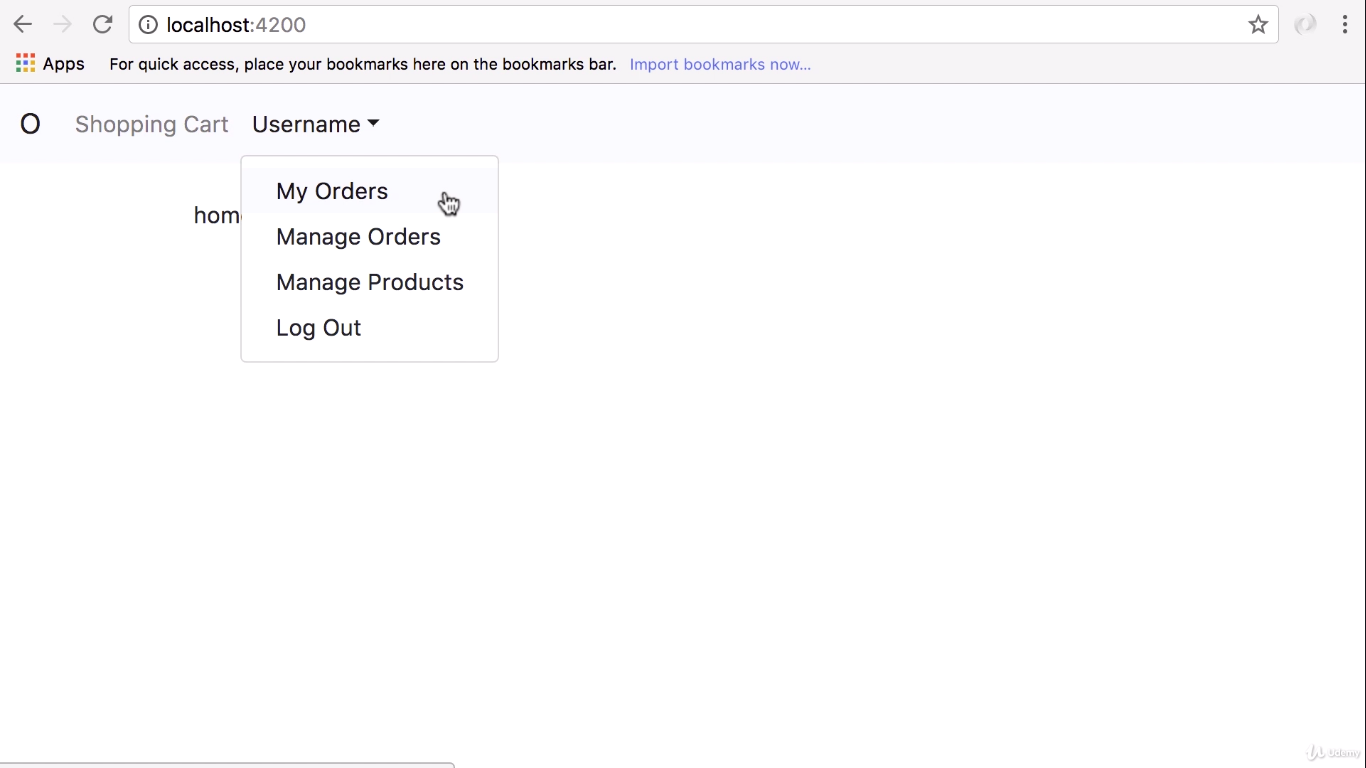 localhost:4200
Apps For quick access, place your bookmarks here on the bookmarks bar. Import bookmarks now...
O Shopping Cart Username
My Orders
hom
Manage Orders
Manage Products
Log Out
Udemy